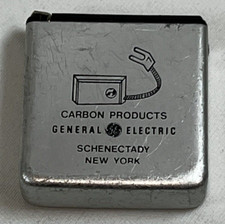 CARBON PRODUCTS
GENERAL ELECTRIC
SCHENECTADY
NEW YORK